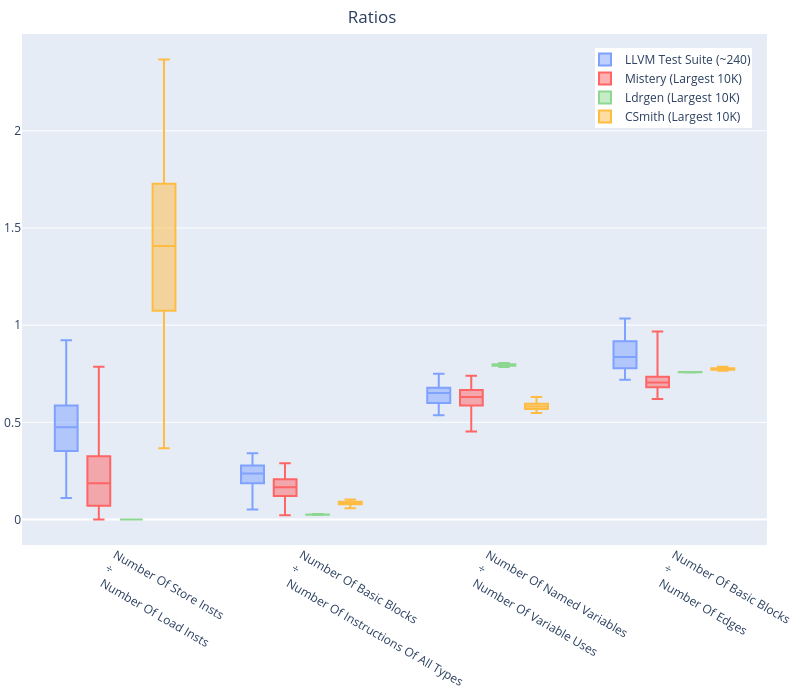 Ratios
LLVM Test Suite (~240)
Mistery (Largest 10K)
Ldrgen (Largest 10K)
CSmith (Largest 10K)
2
1.5
1
0.5
0
Number Of Store Insts
÷
Number Of Load Insts
Number Of Basic Blocks
÷
Number Of Instructions Of All Types
Number Of Named Variables
÷
Number Of Variable Uses
Number Of Basic Blocks
÷
Number Of Edges